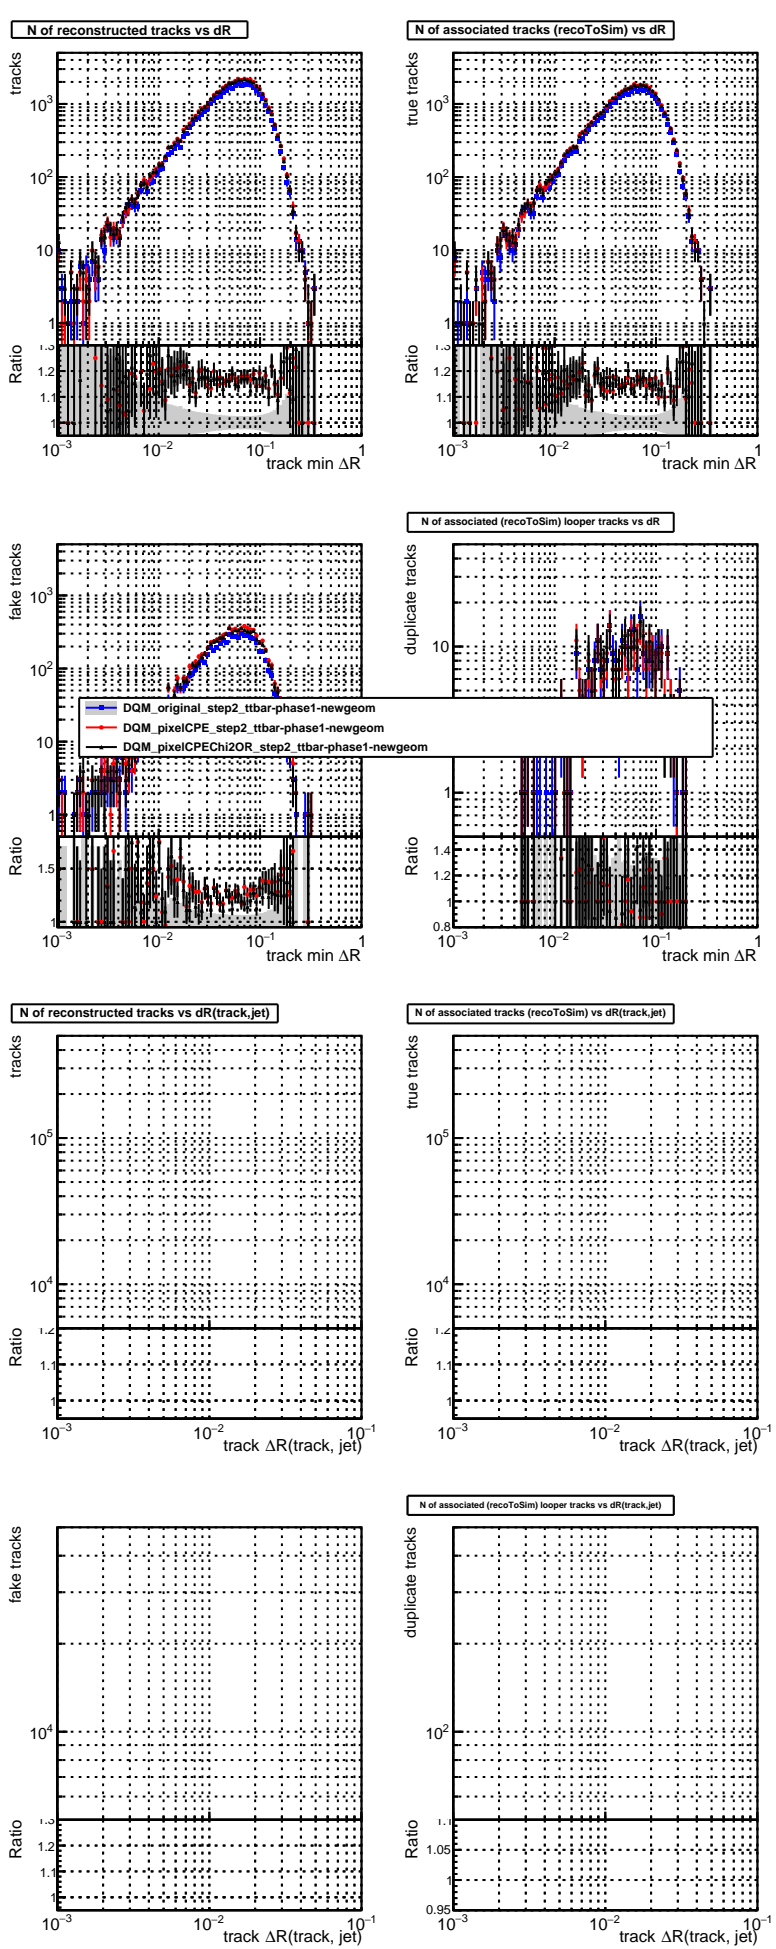 N of reconstructed tracks vs dR
tracks
10³
10²
10
1
Ratio
1.3
1.2
1.1
1
10⁻³ 10⁻² 10⁻¹ 1
track min ΔR
N of associated tracks (recoToSim) vs dR
true tracks
10³
10²
10
1
Ratio
1.3
1.2
1.1
1
10⁻³ 10⁻² 10⁻¹ 1
track min ΔR
fake tracks
10³
10²
10
1
Ratio
1.5
1
10⁻³ 10⁻² 10⁻¹ 1
track min ΔR
N of associated (recoToSim) looper tracks vs dR
duplicate tracks
10
1
Ratio
1.4
1.2
1
0.8
10⁻³ 10⁻² 10⁻¹ 1
track min ΔR
DQM_original_step2_ttbar-phase1-newgeom
DQM_pixelCPE_step2_ttbar-phase1-newgeom
DQM_pixelCPEChi2OR_step2_ttbar-phase1-newgeom
N of reconstructed tracks vs dR(track,jet)
tracks
10⁵
10⁴
Ratio
1.2
1.1
1
10⁻³ 10⁻² 10⁻¹
track ΔR(track, jet)
N of associated tracks (recoToSim) vs dR(track,jet)
true tracks
10⁵
10⁴
Ratio
1.2
1.1
1
10⁻³ 10⁻² 10⁻¹
track ΔR(track, jet)
fake tracks
10⁴
Ratio
1.3
1.2
1.1
1
10⁻³ 10⁻² 10⁻¹
track ΔR(track, jet)
N of associated (recoToSim) looper tracks vs dR(track,jet)
duplicate tracks
10²
Ratio
1.1
1.05
1
0.95
10⁻³ 10⁻² 10⁻¹
track ΔR(track, jet)